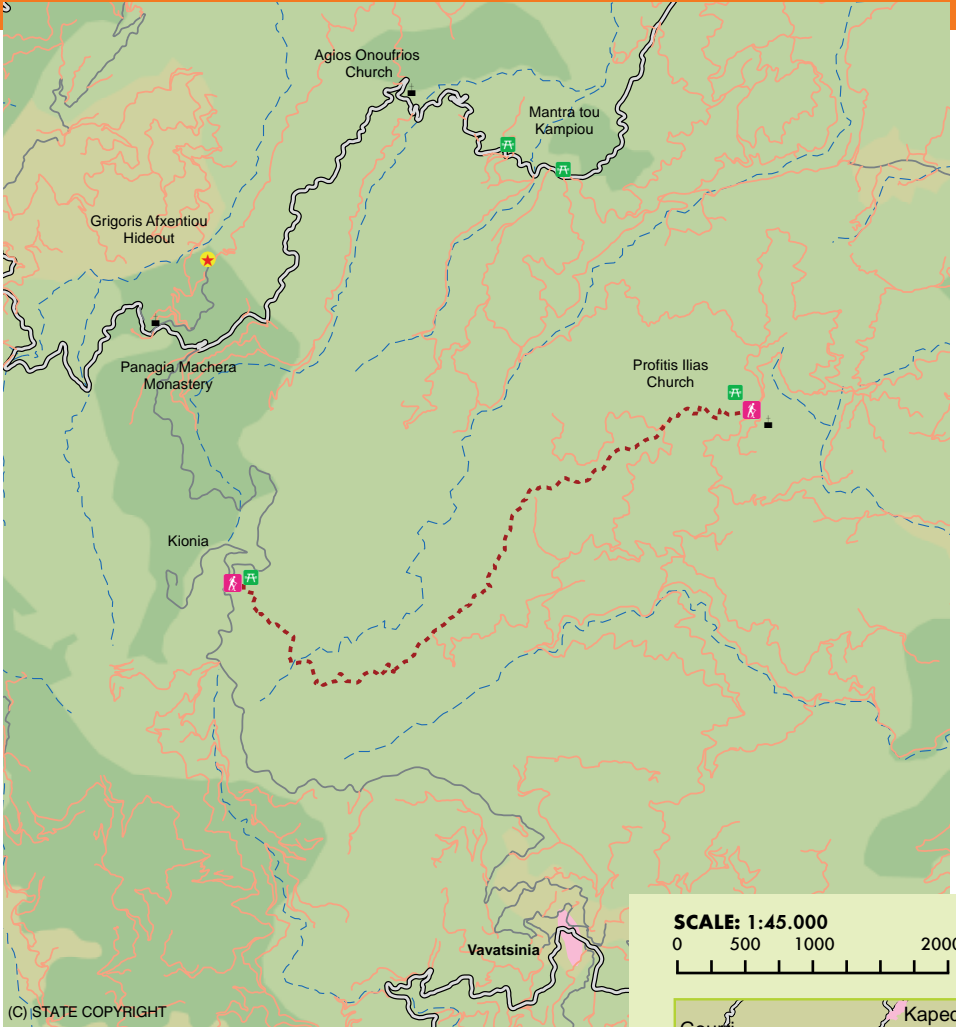 Agios Onoufrios
Church
Mantra tou
Kampiou
Grigoris Afxentiou
Hideout
Panagia Machera
Monastery
Profitis Ilias
Church
Kionia
Vavatsinia
SCALE: 1:45.000
0 500 1000 2000
(C) STATE COPYRIGHT